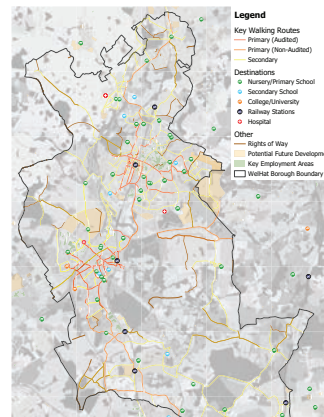 Legend
Key Walking Routes
Primary (Audited)
Primary (Non-Audited)
Secondary
Destinations
Nursery/Primary School
Secondary School
College/University
Railway Stations
Hospital
Other
Rights of Way
Potential Future Developm
Key Employment Areas
WelHat Borough Boundary